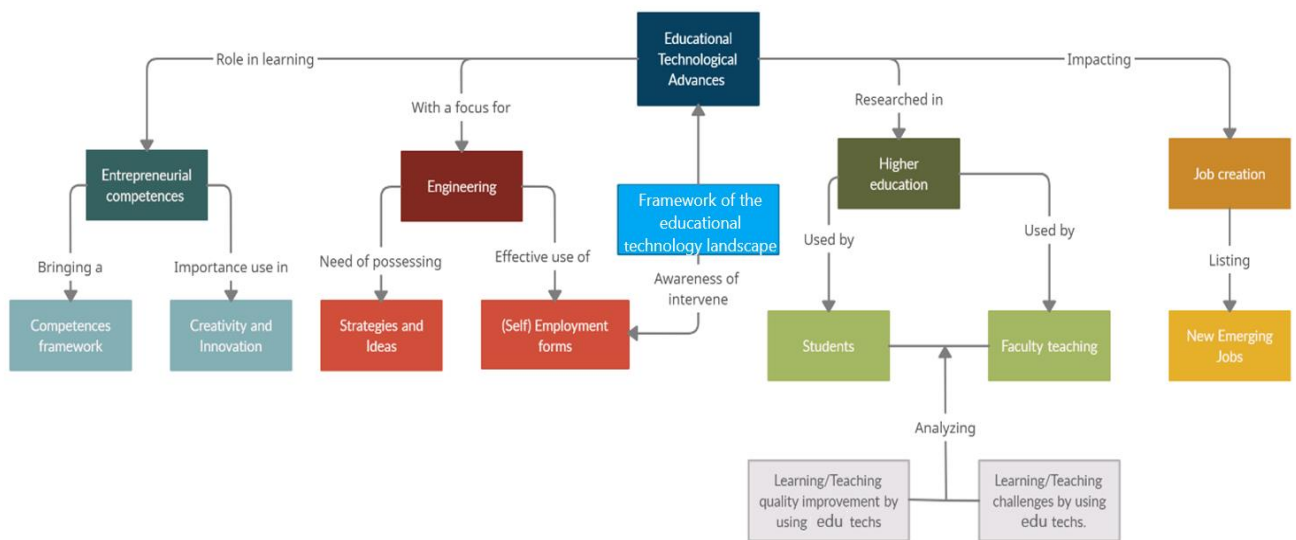 Educational
Technological
Advances
Role in learning
With a focus for
Researched in
Impacting
Entrepreneurial
competences
Engineering
Framework of the
educational
technology landscape
Higher
education
Job creation
Bringing a
Importance use in
Need of possessing
Effective use of
Awareness of
intervene
Used by
Used by
Listing
Competences
framework
Creativity and
Innovation
Strategies and
Ideas
(Self) Employment
forms
Students
Faculty teaching
New Emerging
Jobs
Analyzing
Learning/Teaching
quality improvement by
using edu techs
Learning/Teaching
challenges by using
edu techs.